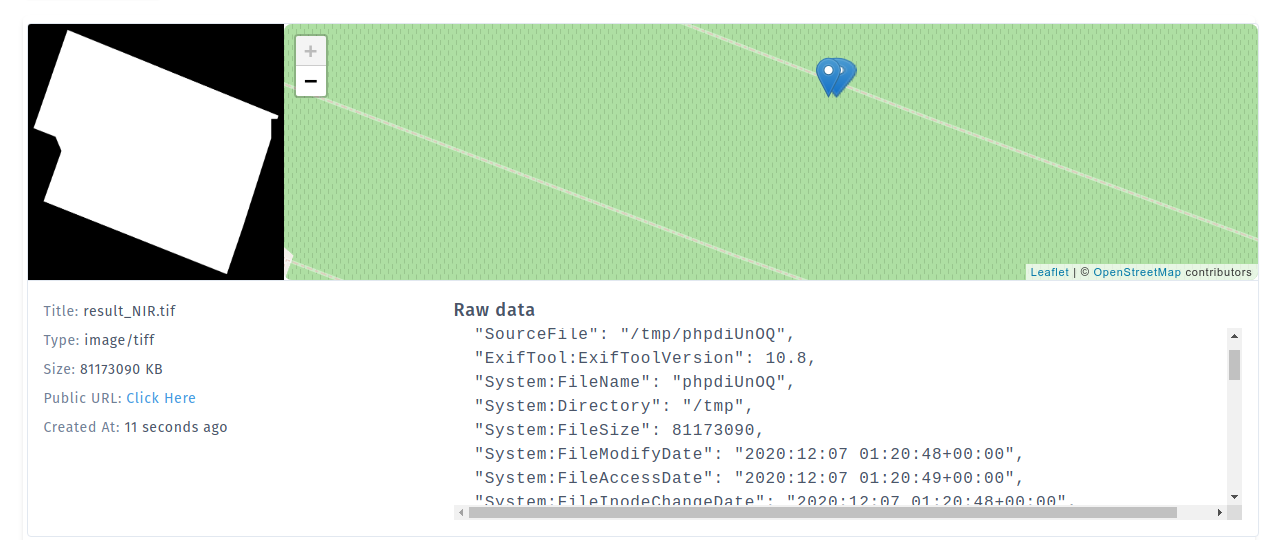 +
−
Leaflet | © OpenStreetMap contributors
Title: result_NIR.tif
Type: image/tiff
Size: 81173090 KB
Public URL: Click Here
Created At: 11 seconds ago
Raw data
"SourceFile": "/tmp/phpdiUnOQ",
"ExifTool:ExifToolVersion": 10.8,
"System:FileName": "phpdiUnOQ",
"System:Directory": "/tmp",
"System:FileSize": 81173090,
"System:FileModifyDate": "2020:12:07 01:20:48+00:00",
"System:FileAccessDate": "2020:12:07 01:20:49+00:00",
"System:FileInodeChangeDate": "2020:12:07 01:20:48+00:00",